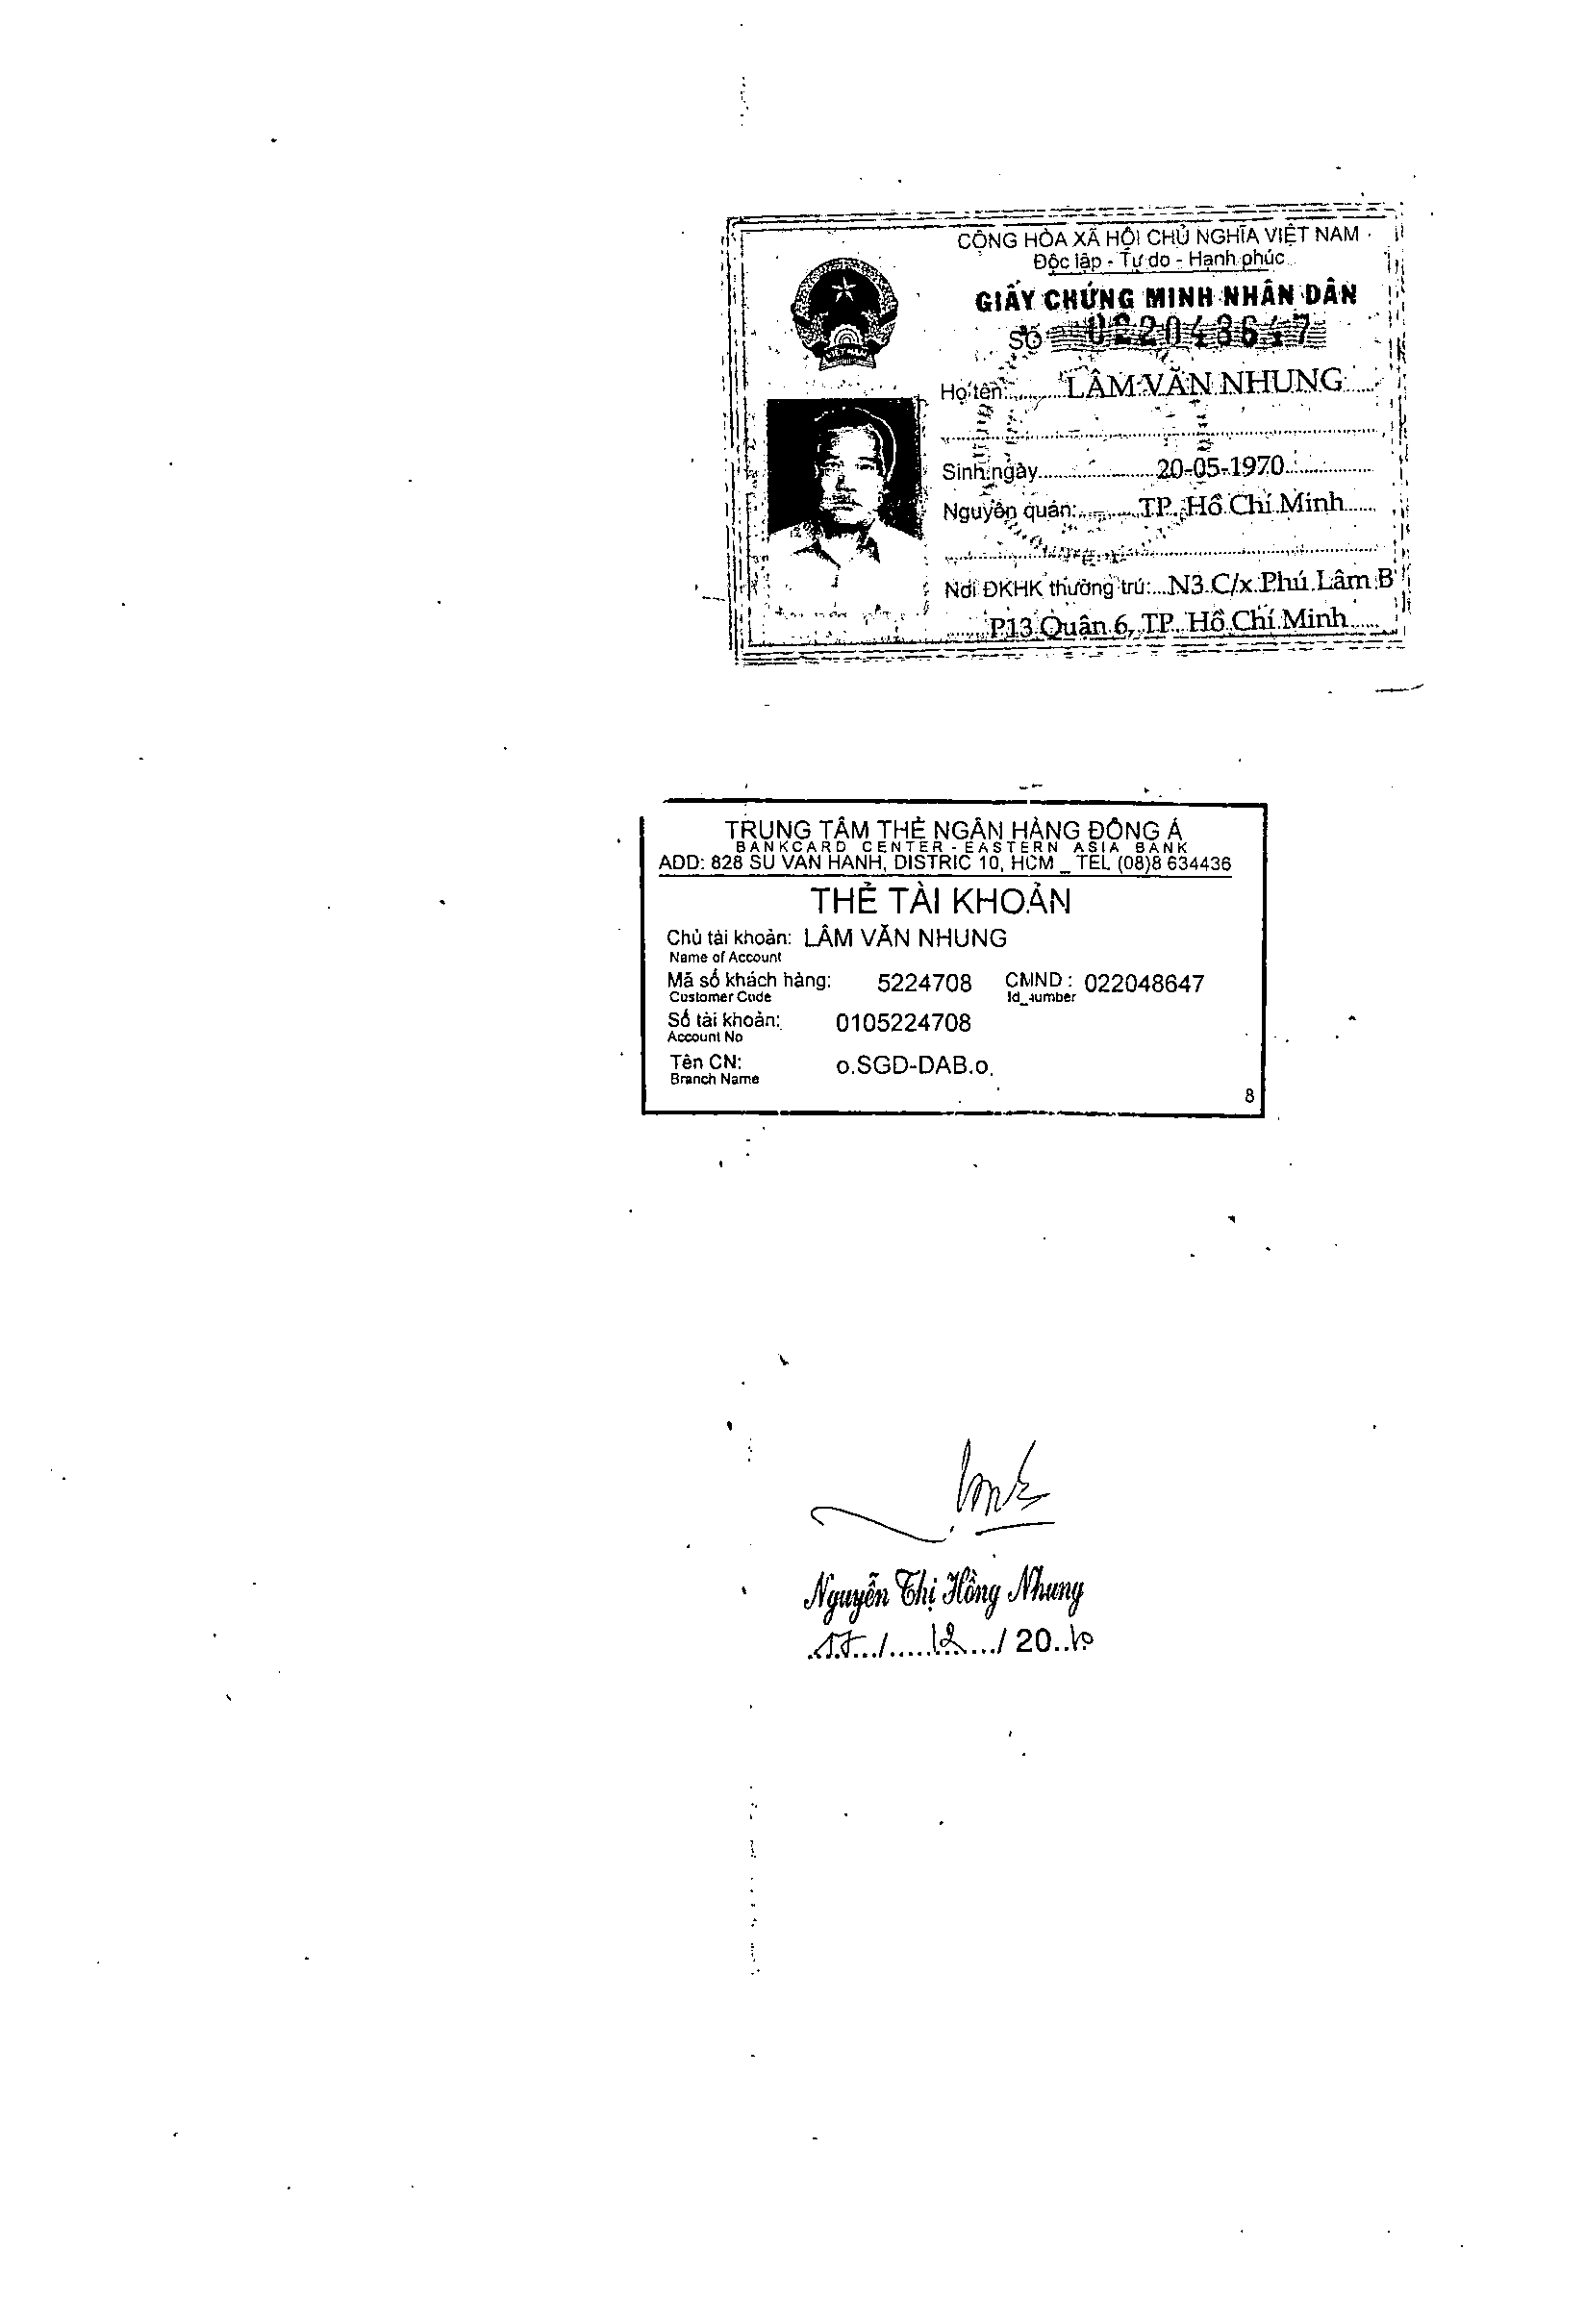 CỘNG HÒA XÃ HỘI CHỦ NGHĨA VIỆT NAM
Độc lập - Tự do - Hạnh phúc
GIẤY CHỨNG MINH NHÂN DÂN
SỐ 022048647
Họ tên: LÂM VĂN NHUNG
Sinh ngày 20-05-1970
Nguyên quán: TP. Hồ Chí Minh
Nơi ĐKHK thường trú: N3 C/x Phú Lâm B
P13 Quận 6, TP. Hồ Chí Minh
TRUNG TÂM THẺ NGÂN HÀNG ĐÔNG Á
BANKCARD CENTER - EASTERN ASIA BANK
ADD: 828 SU VAN HANH, DISTRIC 10, HCM _ TEL (08)8 634436
THẺ TÀI KHOẢN
Chủ tài khoản: LÂM VĂN NHUNG
Name of Account
Mã số khách hàng: 5224708 CMND : 022048647
Customer Code Id_number
Số tài khoản: 0105224708
Account No
Tên CN: o.SGD-DAB.o.
Branch Name
8
Nguyễn Thị Hồng Nhung
17 / 12 / 20 10